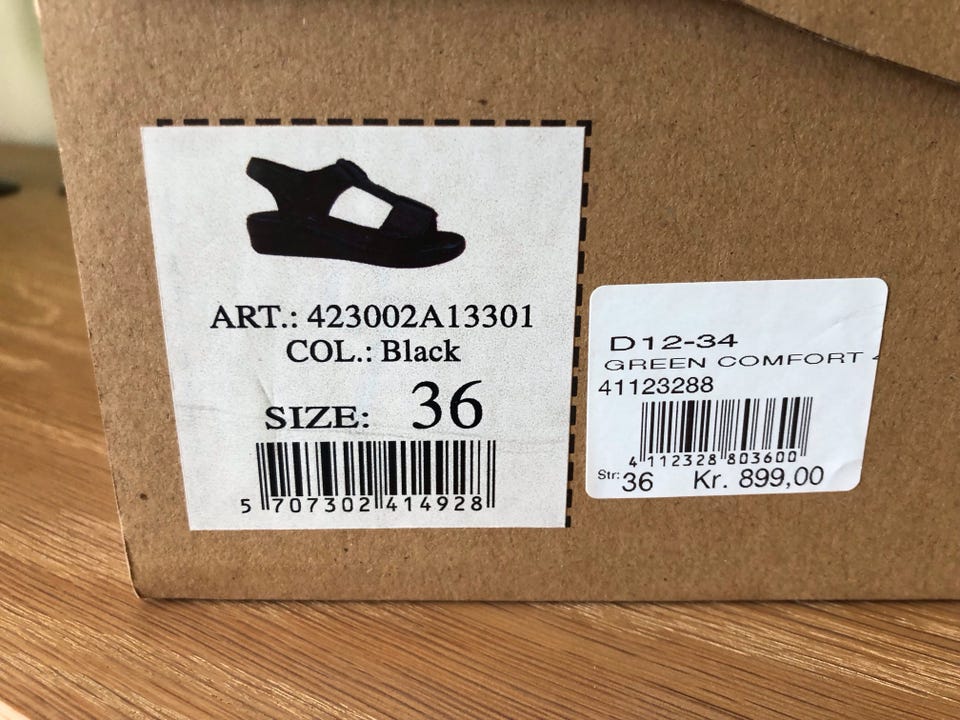 ART.: 423002A13301
COL.: Black
SIZE: 36
5 707302 414928
D12-34
GREEN COMFORT
41123288
4 112328 803600
Str: 36 Kr. 899,00